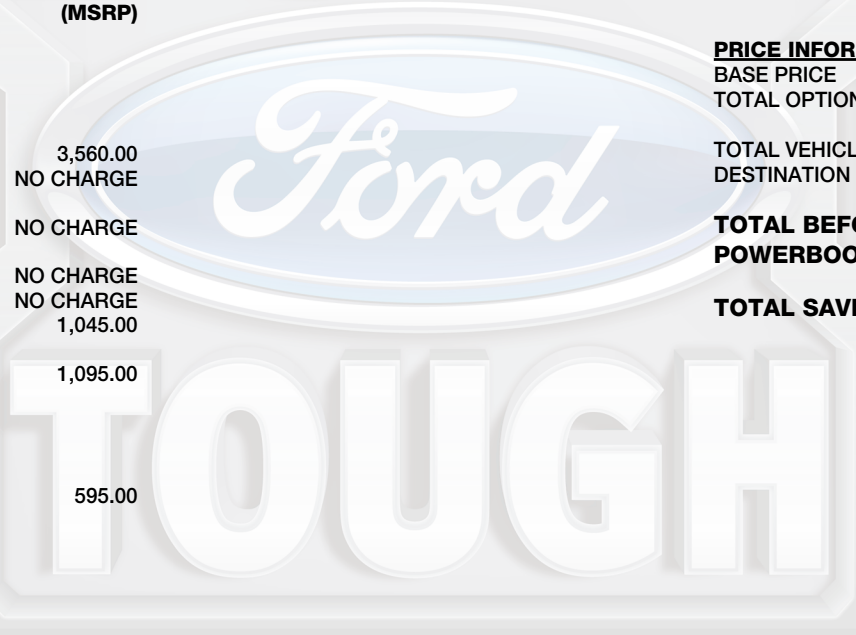 (MSRP)
3,560.00
NO CHARGE
NO CHARGE
NO CHARGE
NO CHARGE
1,045.00
1,095.00
595.00
PRICE INFOR
BASE PRICE
TOTAL OPTION
TOTAL VEHICL
DESTINATION
TOTAL BEFO
POWERBOO
TOTAL SAVI
Ford
TOUGH